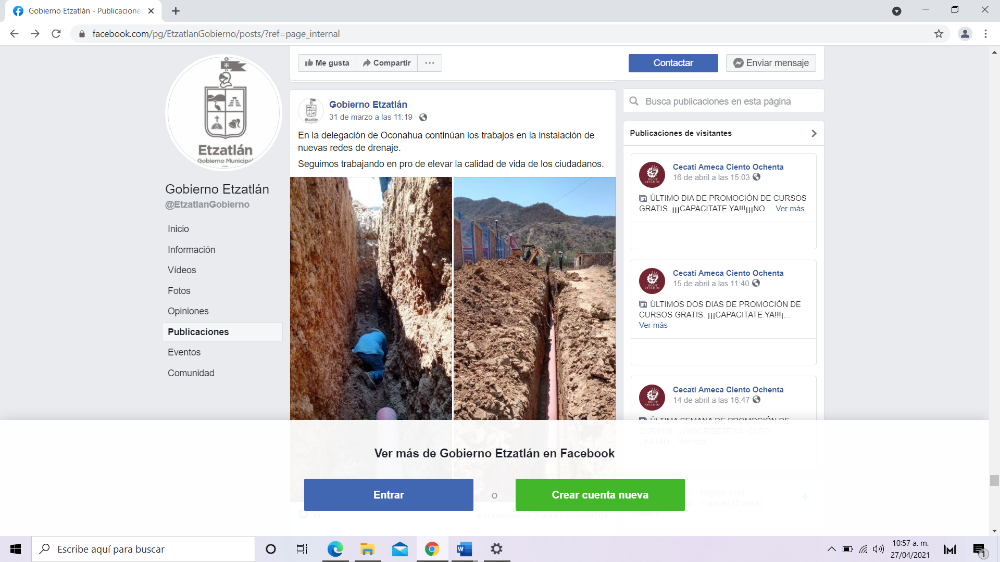 Gobierno Etzatlán - Publicaciones
facebook.com/pg/EtzatlanGobierno/posts/?ref=page_internal
Etzatlán
Gobierno Municipal
Gobierno Etzatlán
@EtzatlanGobierno
Inicio
Información
Vídeos
Fotos
Opiniones
Publicaciones
Eventos
Comunidad
Me gusta
Compartir
Contactar
Enviar mensaje
Gobierno Etzatlán
31 de marzo a las 11:19 ·
En la delegación de Oconahua continúan los trabajos en la instalación de
nuevas redes de drenaje.
Seguimos trabajando en pro de elevar la calidad de vida de los ciudadanos.
Busca publicaciones en esta página
Publicaciones de visitantes
Cecati Ameca Ciento Ochenta
16 de abril a las 15:03
ÚLTIMO DIA DE PROMOCIÓN DE CURSOS
GRATIS. ¡¡¡CAPACITATE YA!!!¡¡¡NO ... Ver más
Cecati Ameca Ciento Ochenta
15 de abril a las 11:40
ÚLTIMOS DOS DIAS DE PROMOCIÓN DE
CURSOS GRATIS. ¡¡¡CAPACITATE YA!!!¡...
Ver más
Cecati Ameca Ciento Ochenta
14 de abril a las 16:47
ÚLTIMA SEMANA DE PROMOCIÓN DE
CURSOS. ¡¡¡INSCRIBETE YA. CUPO
LIMITAD... Ver más
Ver más de Gobierno Etzatlán en Facebook
Entrar
o
Crear cuenta nueva
English (US)
Français (France)
39
4 comentarios 5 veces compartida
Escribe aquí para buscar
10:57 a. m.
27/04/2021
1